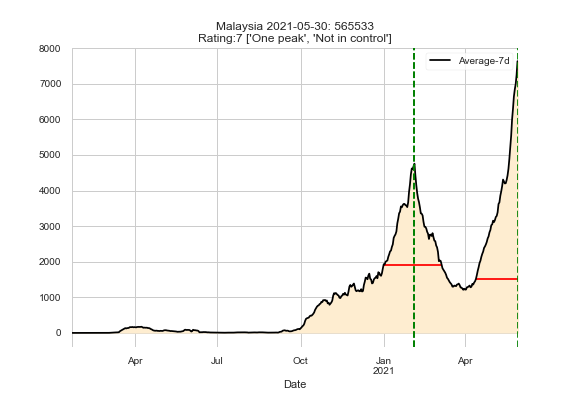 Malaysia 2021-05-30: 565533
Rating:7 ['One peak', 'Not in control']
Average-7d
8000
7000
6000
5000
4000
3000
2000
1000
0
Apr
Jul
Oct
Jan
2021
Apr
Date